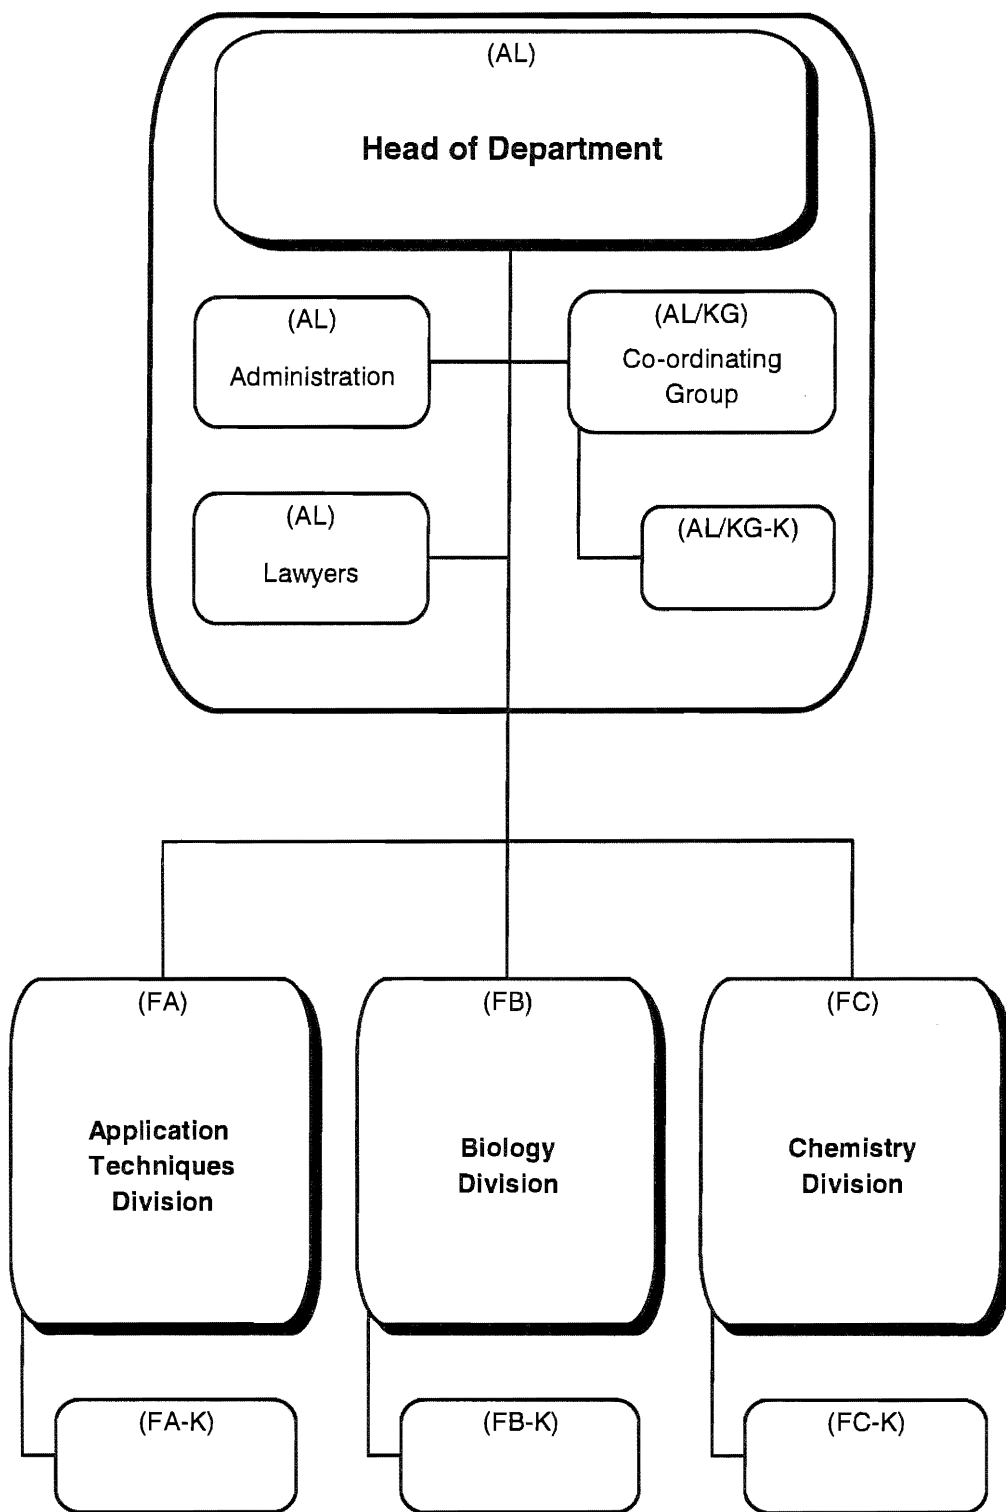 (AL)
Head of Department
(AL)
Administration
(AL/KG)
Co-ordinating
Group
(AL)
Lawyers
(AL/KG-K)
(FA)
Application
Techniques
Division
(FB)
Biology
Division
(FC)
Chemistry
Division
(FA-K)
(FB-K)
(FC-K)